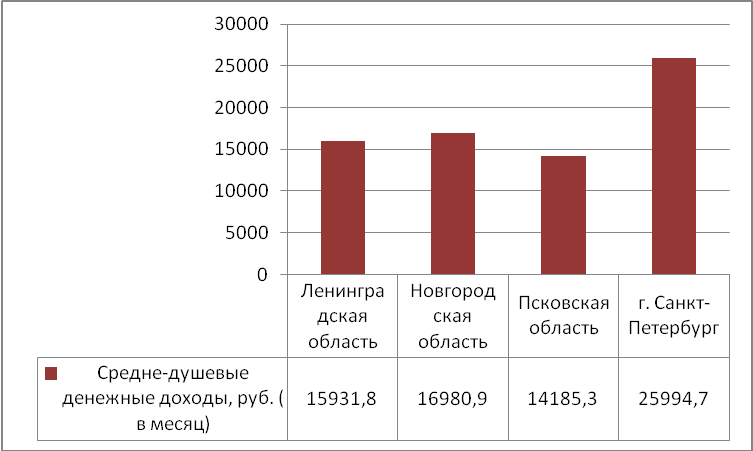 30000
25000
20000
15000
10000
5000
0
Ленингра
дская
область
Новгород
ская
область
Псковская
область
г. Санкт-
Петербург
Средне-душевые
денежные доходы, руб. (
в месяц)
15931,8
16980,9
14185,3
25994,7